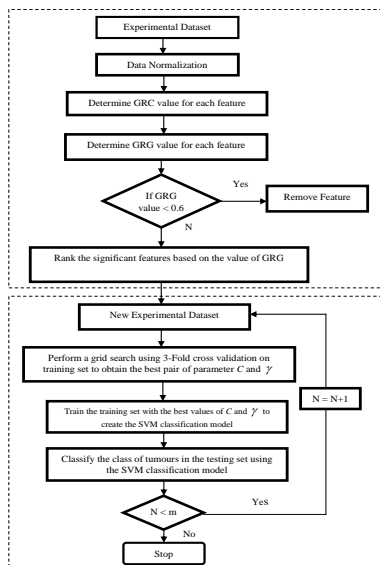 Experimental Dataset
Data Normalization
Determine GRC value for each feature
Determine GRG value for each feature
If GRG
value < 0.6
Yes
Remove Feature
N
Rank the significant features based on the value of GRG
New Experimental Dataset
Perform a grid search using 3-Fold cross validation on
training set to obtain the best pair of parameter C and γ
N = N+1
Train the training set with the best values of C and γ to
create the SVM classification model
Classify the class of tumours in the testing set using
the SVM classification model
N < m
Yes
No
Stop